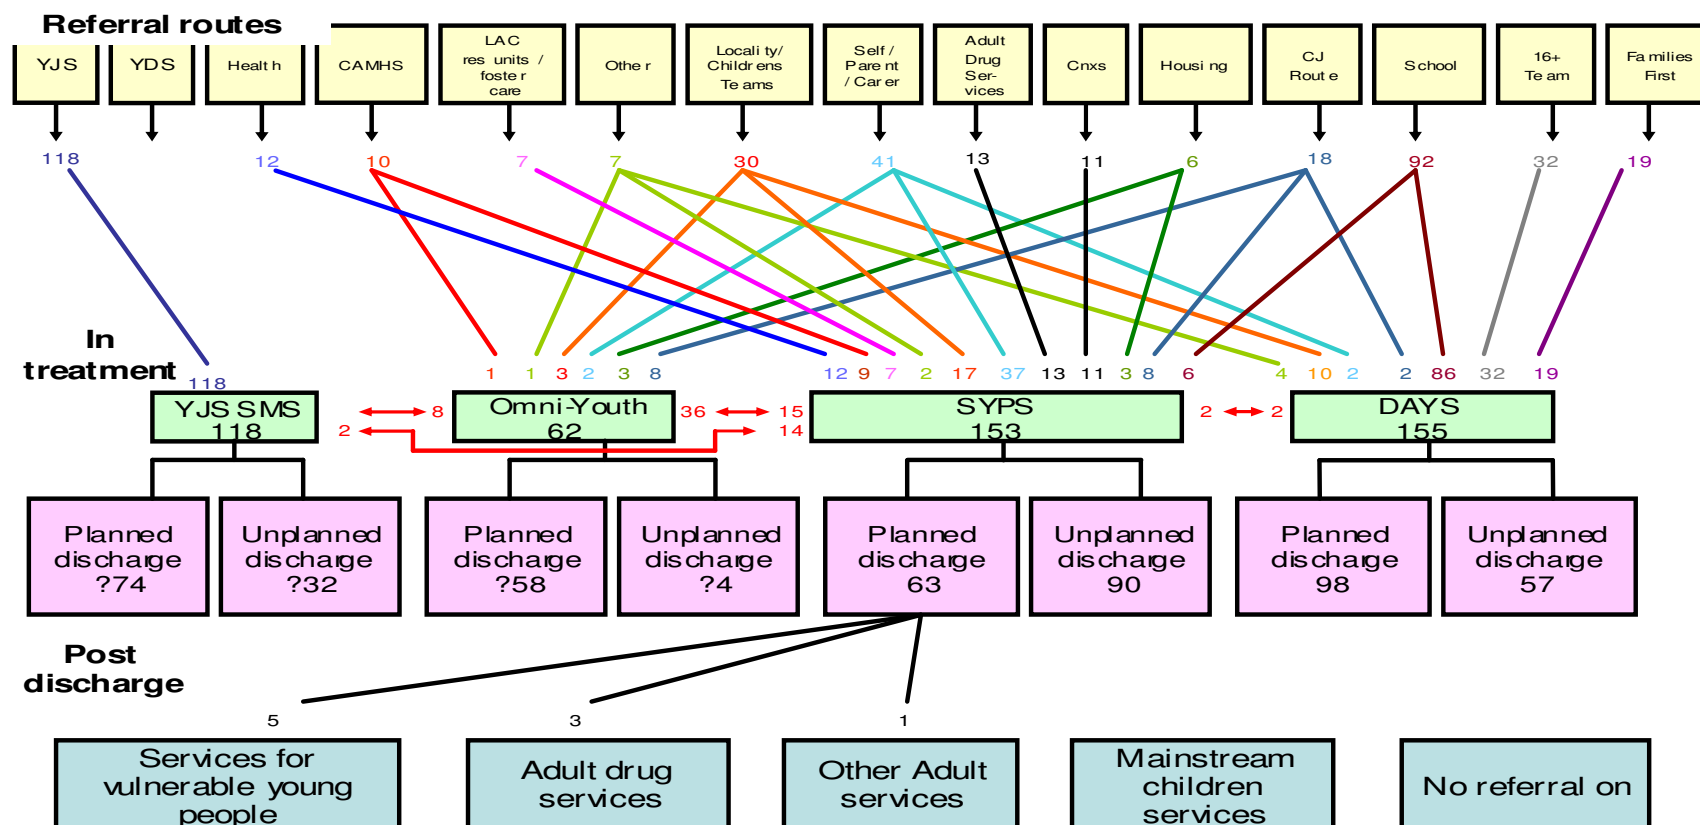 Referral routes
YJS
YDS
Health
CAMHS
LAC
res units /
foster
care
Other
Locality/
Childrens
Teams
Self /
Parent
/ Carer
Adult
Drug
Ser-
vices
Cnxs
Housing
CJ
Route
School
16+
Team
Families
First
118 12 10 7 7 30 41 13 11 6 18 92 32 19
In
treatment
118 1 1 3 2 3 8 12 9 7 2 17 37 13 11 3 8 6 4 10 2 2 86 32 19
YJS SMS
118
8
2
Omni-Youth
62
36 15
14
SYPS
153
2 2
DAYS
155
Planned
discharge
?74
Unplanned
discharge
?32
Planned
discharge
?58
Unplanned
discharge
?4
Planned
discharge
63
Unplanned
discharge
90
Planned
discharge
98
Unplanned
discharge
57
Post
discharge
5 3 1
Services for
vulnerable young
people
Adult drug
services
Other Adult
services
Mainstream
children
services
No referral on